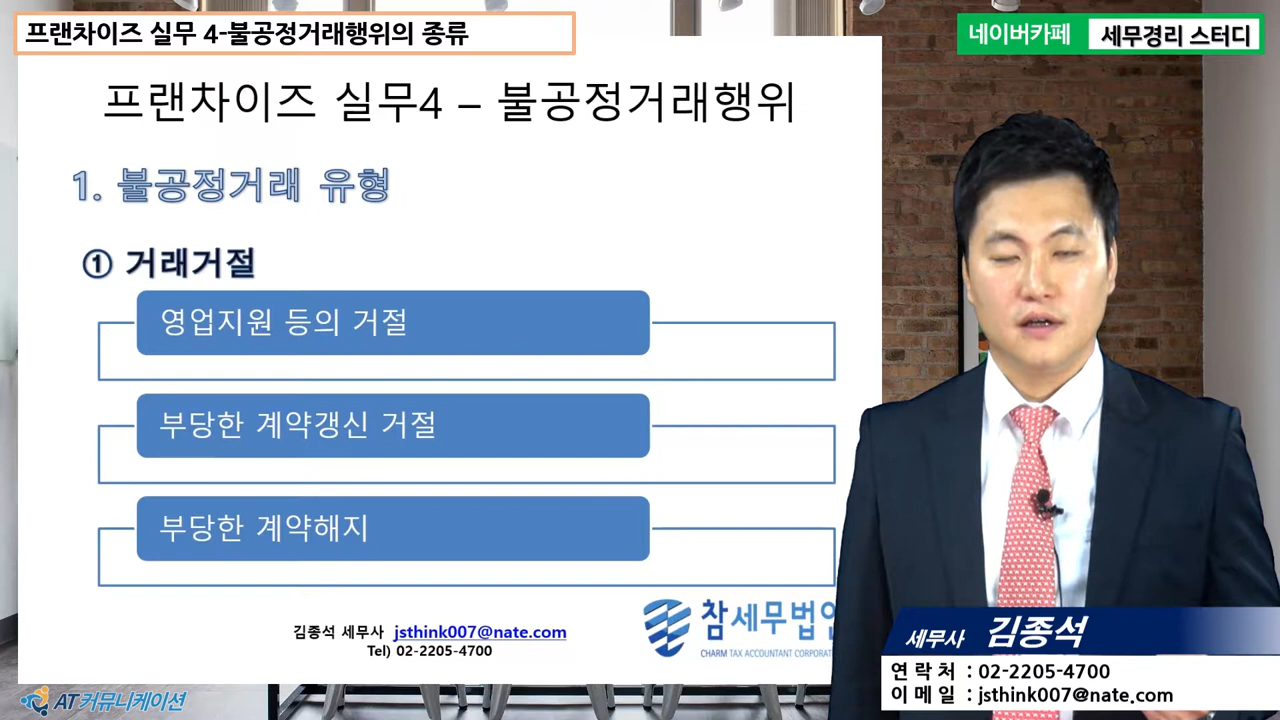 프랜차이즈 실무 4-불공정거래행위의 종류
네이버카페 세무경리 스터디
프랜차이즈 실무4 – 불공정거래행위
1. 불공정거래 유형
① 거래거절
영업지원 등의 거절
부당한 계약갱신 거절
부당한 계약해지
김종석 세무사 jsthink007@nate.com
Tel) 02-2205-4700
참세무법인
CHARM TAX ACCOUNTANT
세무사 김종석
연 락 처 : 02-2205-4700
이 메 일 : jsthink007@nate.com
AT커뮤니케이션